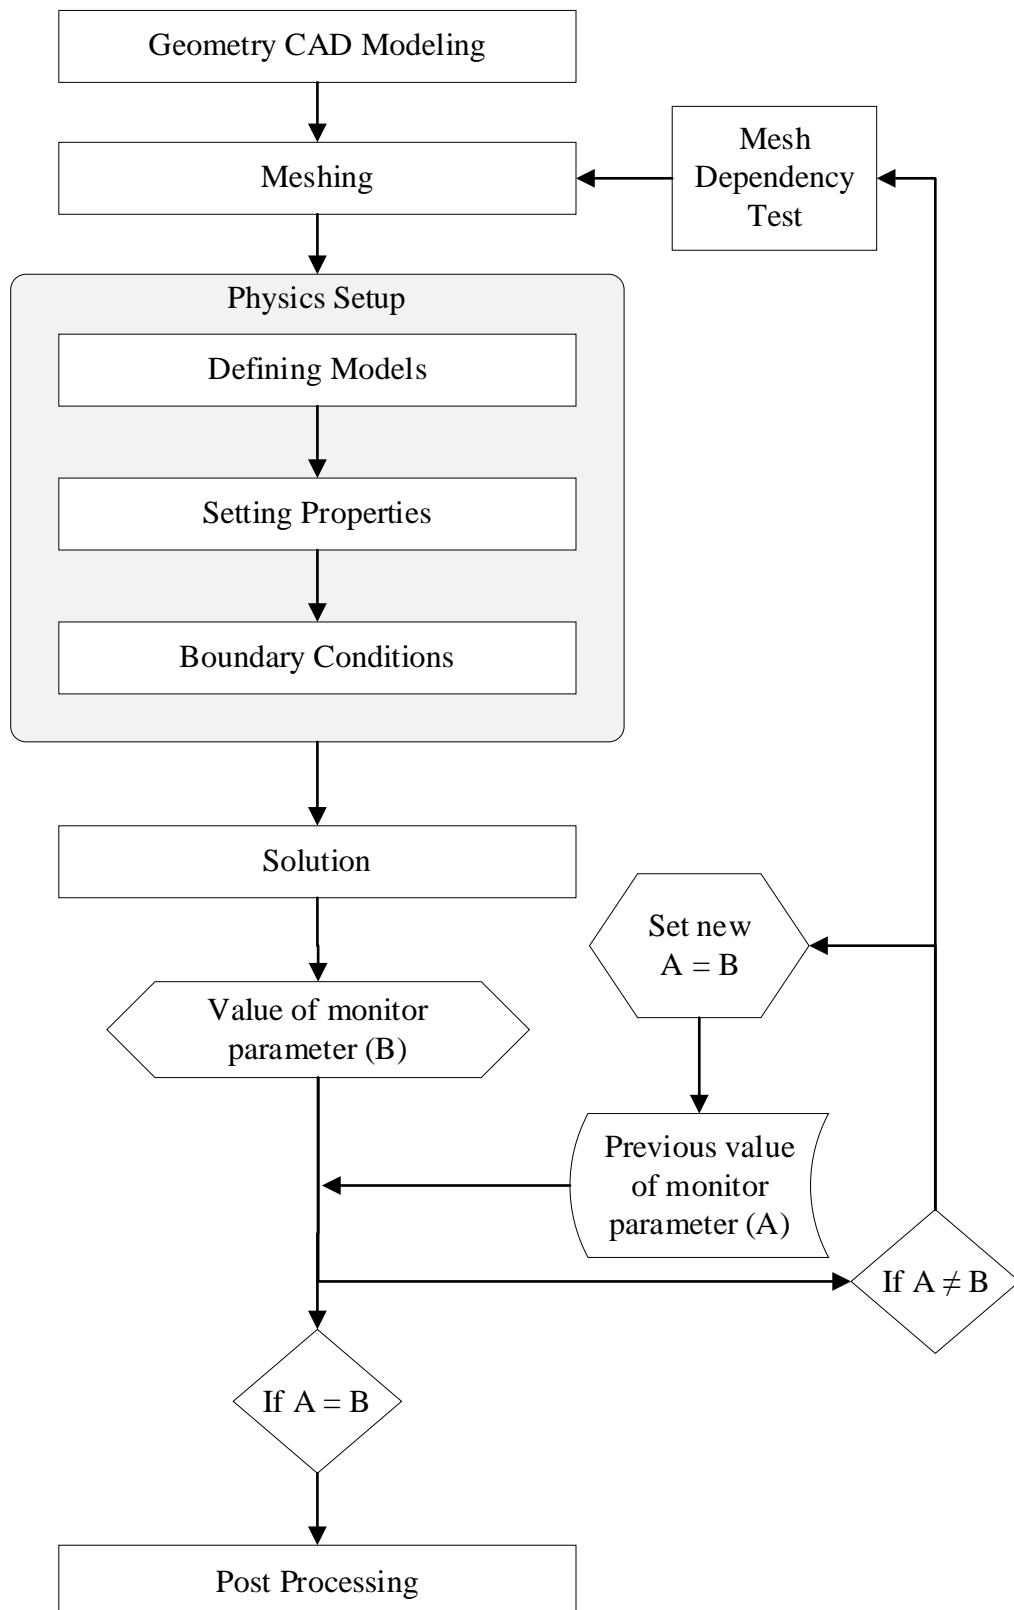 Geometry CAD Modeling
Mesh
Dependency
Test
Meshing
Physics Setup
Defining Models
Setting Properties
Boundary Conditions
Solution
Set new
A = B
Value of monitor
parameter (B)
Previous value
of monitor
parameter (A)
If A ≠ B
If A = B
Post Processing